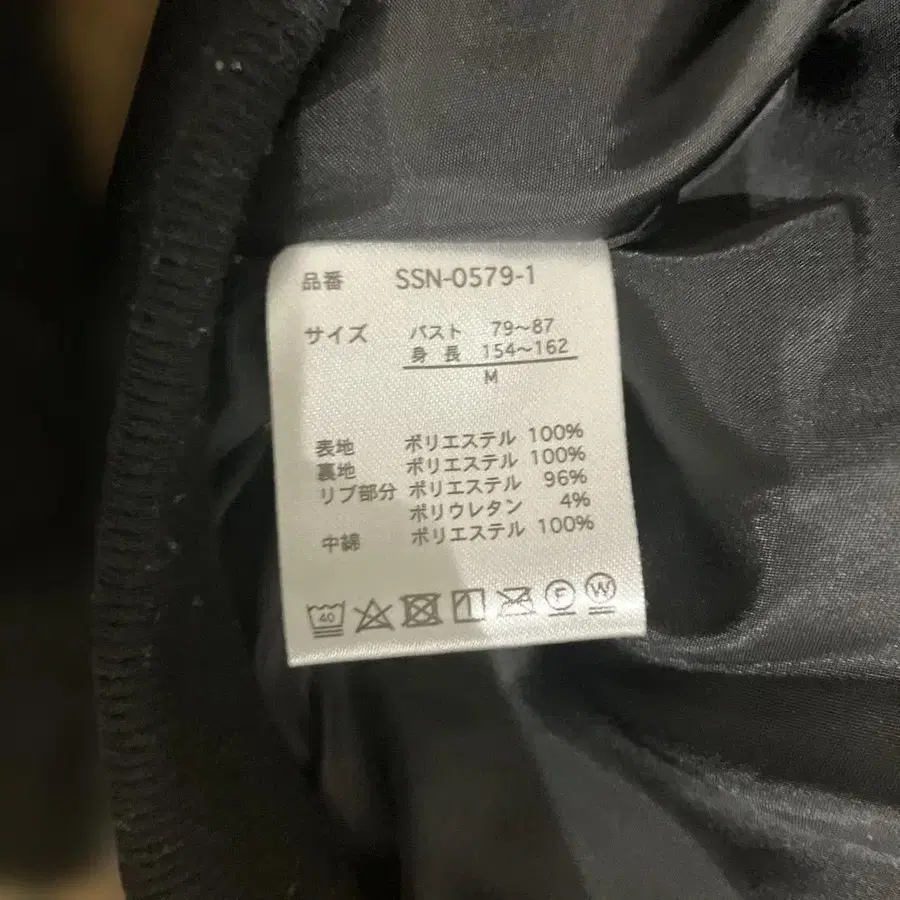 品番 SSN-0579-1
サイズ バスト 79~87
身長 154~162
M
表地 ポリエステル 100%
裏地 ポリエステル 100%
リブ部分 ポリエステル 96%
ポリウレタン 4%
中綿 ポリエステル 100%
40 F W